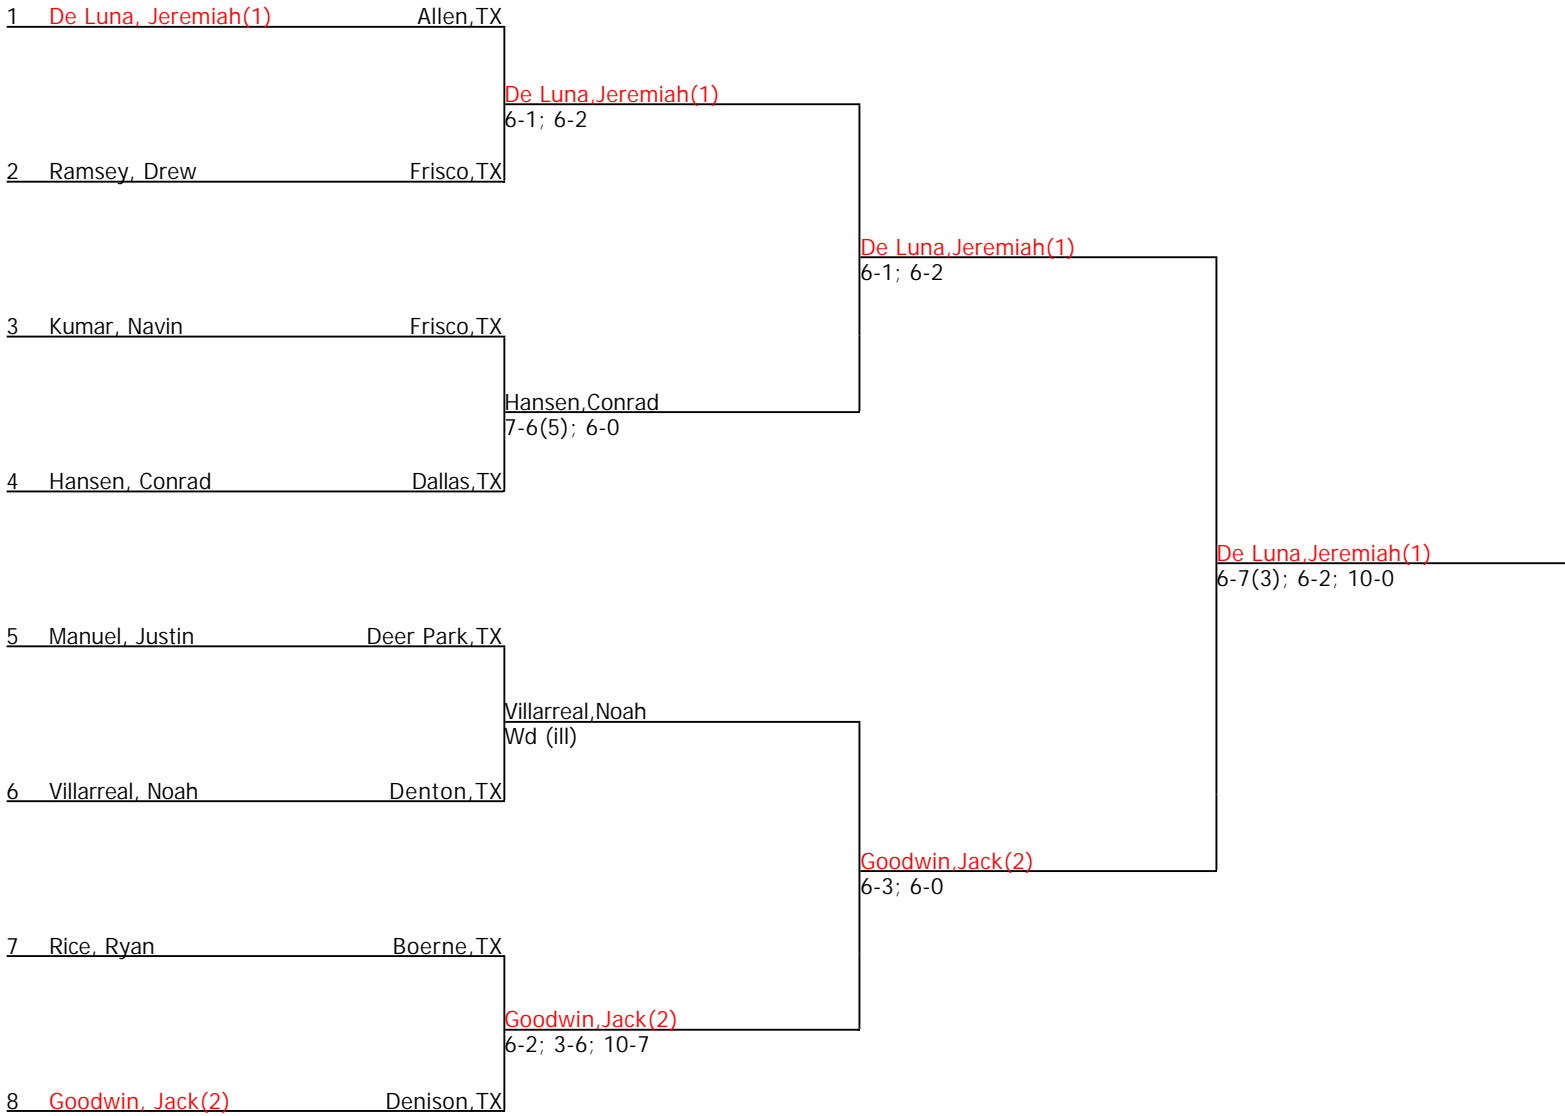 1 De Luna, Jeremiah(1) Allen,TX
De Luna,Jeremiah(1)
6-1; 6-2
2 Ramsey, Drew Frisco,TX
De Luna,Jeremiah(1)
6-1; 6-2
3 Kumar, Navin Frisco,TX
Hansen,Conrad
7-6(5); 6-0
4 Hansen, Conrad Dallas,TX
De Luna,Jeremiah(1)
6-7(3); 6-2; 10-0
5 Manuel, Justin Deer Park,TX
Villarreal,Noah
Wd (ill)
6 Villarreal, Noah Denton,TX
Goodwin,Jack(2)
6-3; 6-0
7 Rice, Ryan Boerne,TX
Goodwin,Jack(2)
6-2; 3-6; 10-7
8 Goodwin, Jack(2) Denison,TX